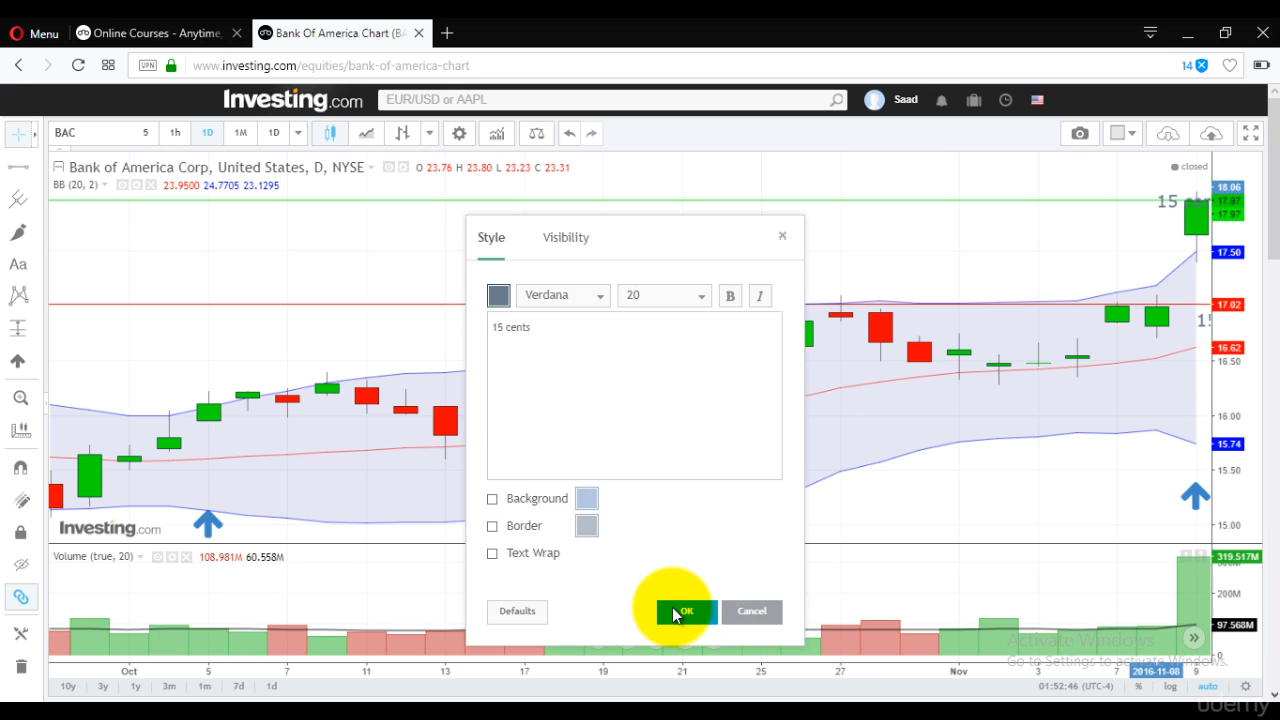 Menu
Online Courses - Anytime,
Bank Of America Chart (BA
VPN
www.investing.com/equities/bank-of-america-chart
14
Investing.com
EUR/USD or AAPL
Saad
BAC
5
1h
1D
1M
1D
Bank of America Corp, United States, D, NYSE
O 23.76 H 23.80 L 23.23 C 23.31
closed
BB (20, 2)
23.9500 24.7705 23.1295
18.06
17.97
17.97
17.50
17.02
16.62
16.50
16.00
15.74
15.50
15.00
15
Aa
Style
Visibility
Verdana
20
B
I
15 cents
Background
Border
Text Wrap
Defaults
OK
Cancel
Investing.com
Volume (true, 20)
108.981M 60.558M
319.517M
200M
97.568M
0
Activate Windows
Go to Settings to activate Windows.
Oct
5
7
11
13
17
19
21
25
27
Nov
3
7
2016-11-08
9
10y
3y
1y
3m
1m
7d
1d
01:52:46 (UTC-4)
%
log
auto
udemy